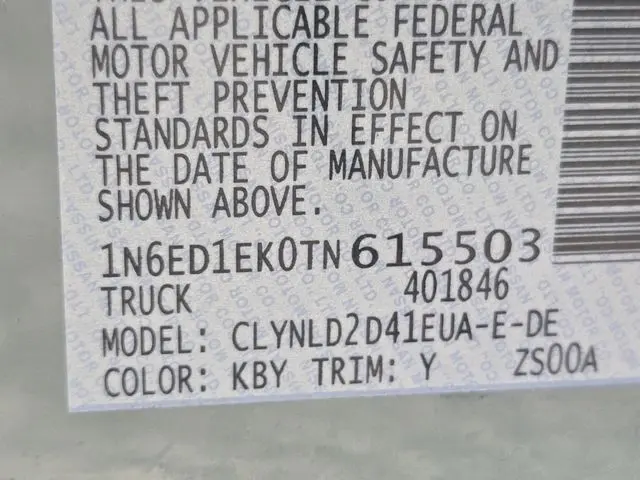 ALL APPLICABLE FEDERAL
MOTOR VEHICLE SAFETY AND
THEFT PREVENTION
STANDARDS IN EFFECT ON
THE DATE OF MANUFACTURE
SHOWN ABOVE.
1N6ED1EK0TN615503
TRUCK 401846
MODEL: CLYNLD2D41EUA-E-DE
COLOR: KBY TRIM: Y ZS00A